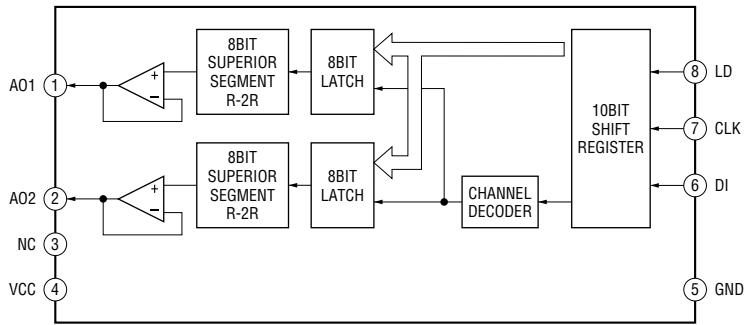 8BIT
SUPERIOR
SEGMENT
R-2R
8BIT
LATCH
10BIT
SHIFT
REGISTER
AO1
1
+
−
8
LD
7
CLK
6
DI
8BIT
SUPERIOR
SEGMENT
R-2R
8BIT
LATCH
CHANNEL
DECODER
AO2
2
+
−
NC
3
VCC
4
5
GND